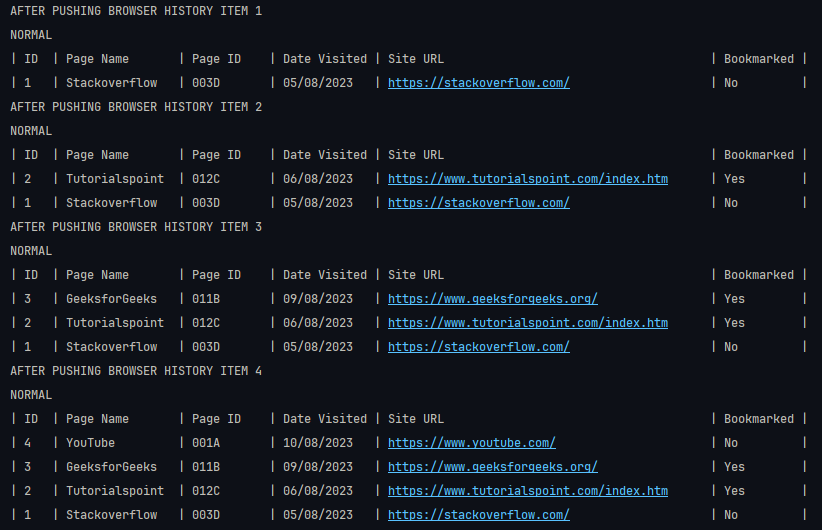 AFTER PUSHING BROWSER HISTORY ITEM 1
NORMAL
| ID | Page Name | Page ID | Date Visited | Site URL | Bookmarked |
| 1 | Stackoverflow | 003D | 05/08/2023 | https://stackoverflow.com/ | No |
AFTER PUSHING BROWSER HISTORY ITEM 2
NORMAL
| ID | Page Name | Page ID | Date Visited | Site URL | Bookmarked |
| 2 | Tutorialspoint | 012C | 06/08/2023 | https://www.tutorialspoint.com/index.htm | Yes |
| 1 | Stackoverflow | 003D | 05/08/2023 | https://stackoverflow.com/ | No |
AFTER PUSHING BROWSER HISTORY ITEM 3
NORMAL
| ID | Page Name | Page ID | Date Visited | Site URL | Bookmarked |
| 3 | GeeksforGeeks | 011B | 09/08/2023 | https://www.geeksforgeeks.org/ | Yes |
| 2 | Tutorialspoint | 012C | 06/08/2023 | https://www.tutorialspoint.com/index.htm | Yes |
| 1 | Stackoverflow | 003D | 05/08/2023 | https://stackoverflow.com/ | No |
AFTER PUSHING BROWSER HISTORY ITEM 4
NORMAL
| ID | Page Name | Page ID | Date Visited | Site URL | Bookmarked |
| 4 | YouTube | 001A | 10/08/2023 | https://www.youtube.com/ | No |
| 3 | GeeksforGeeks | 011B | 09/08/2023 | https://www.geeksforgeeks.org/ | Yes |
| 2 | Tutorialspoint | 012C | 06/08/2023 | https://www.tutorialspoint.com/index.htm | Yes |
| 1 | Stackoverflow | 003D | 05/08/2023 | https://stackoverflow.com/ | No |